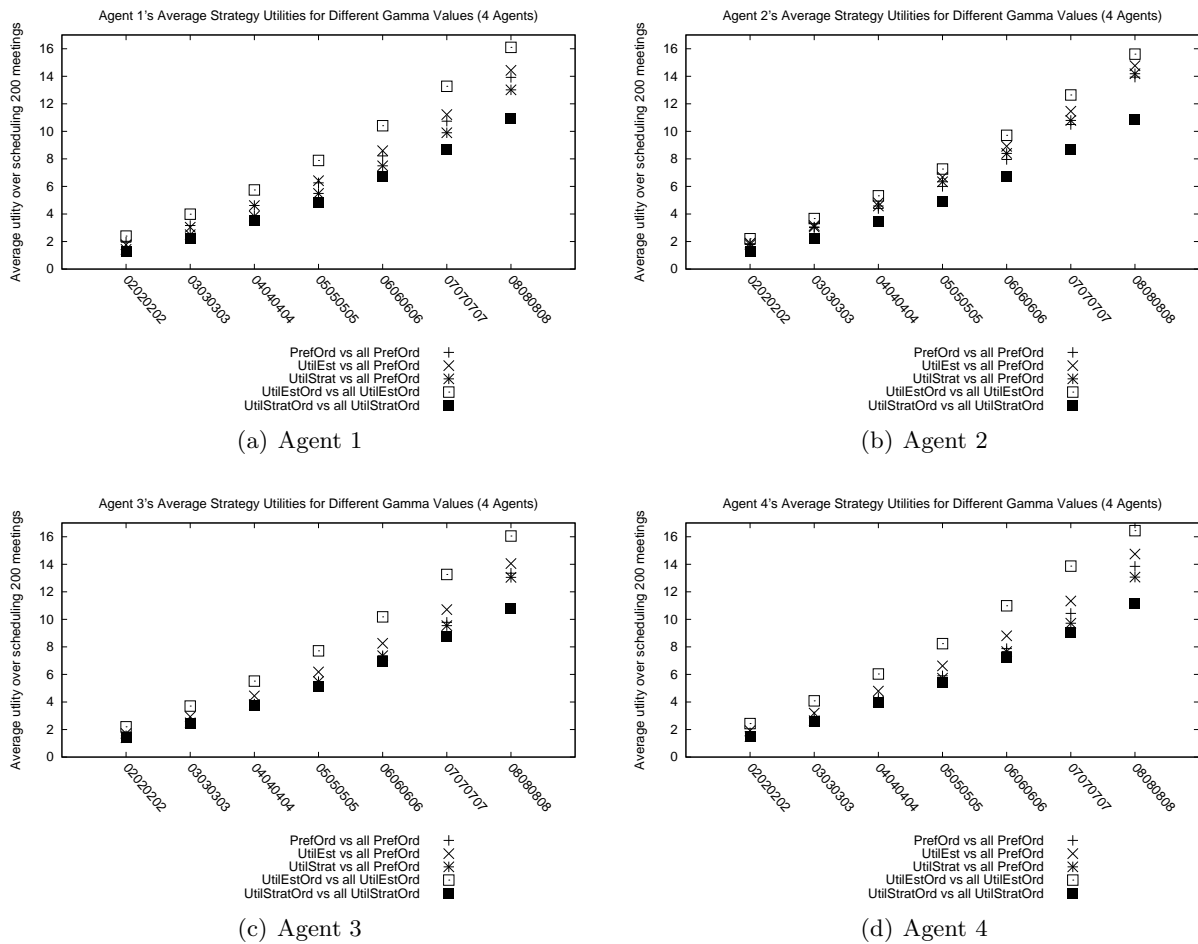 Agent 1's Average Strategy Utilities for Different Gamma Values (4 Agents)
Average utlity over scheduling 200 meetings
16
14
12
10
8
6
4
2
0
02020202
03030303
04040404
05050505
06060606
07070707
08080808
PrefOrd vs all PrefOrd
UtilEst vs all PrefOrd
UtilStrat vs all PrefOrd
UtilEstOrd vs all UtilEstOrd
UtilStratOrd vs all UtilStratOrd
(a) Agent 1
Agent 2's Average Strategy Utilities for Different Gamma Values (4 Agents)
Average utlity over scheduling 200 meetings
16
14
12
10
8
6
4
2
0
02020202
03030303
04040404
05050505
06060606
07070707
08080808
PrefOrd vs all PrefOrd
UtilEst vs all PrefOrd
UtilStrat vs all PrefOrd
UtilEstOrd vs all UtilEstOrd
UtilStratOrd vs all UtilStratOrd
(b) Agent 2
Agent 3's Average Strategy Utilities for Different Gamma Values (4 Agents)
Average utlity over scheduling 200 meetings
16
14
12
10
8
6
4
2
0
02020202
03030303
04040404
05050505
06060606
07070707
08080808
PrefOrd vs all PrefOrd
UtilEst vs all PrefOrd
UtilStrat vs all PrefOrd
UtilEstOrd vs all UtilEstOrd
UtilStratOrd vs all UtilStratOrd
(c) Agent 3
Agent 4's Average Strategy Utilities for Different Gamma Values (4 Agents)
Average utlity over scheduling 200 meetings
16
14
12
10
8
6
4
2
0
02020202
03030303
04040404
05050505
06060606
07070707
08080808
PrefOrd vs all PrefOrd
UtilEst vs all PrefOrd
UtilStrat vs all PrefOrd
UtilEstOrd vs all UtilEstOrd
UtilStratOrd vs all UtilStratOrd
(d) Agent 4